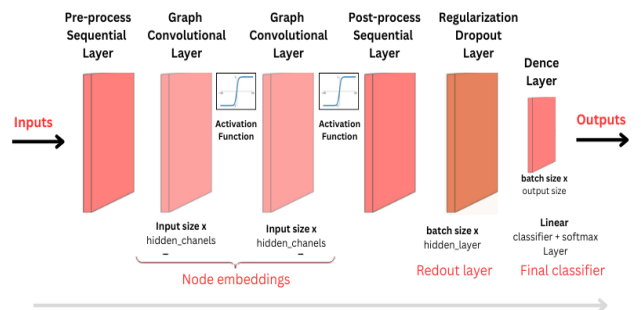 Pre-process
Sequential
Layer
Graph
Convolutional
Layer
Graph
Convolutional
Layer
Post-process
Sequential
Layer
Regularization
Dropout
Layer
Dence
Layer
Inputs
Activation
Function
Activation
Function
Outputs
batch size x
output size
Input size x
hidden_chanels
Input size x
hidden_chanels
batch size x
hidden_layer
Linear
classifier + softmax
Layer
Node embeddings
Redout layer
Final classifier